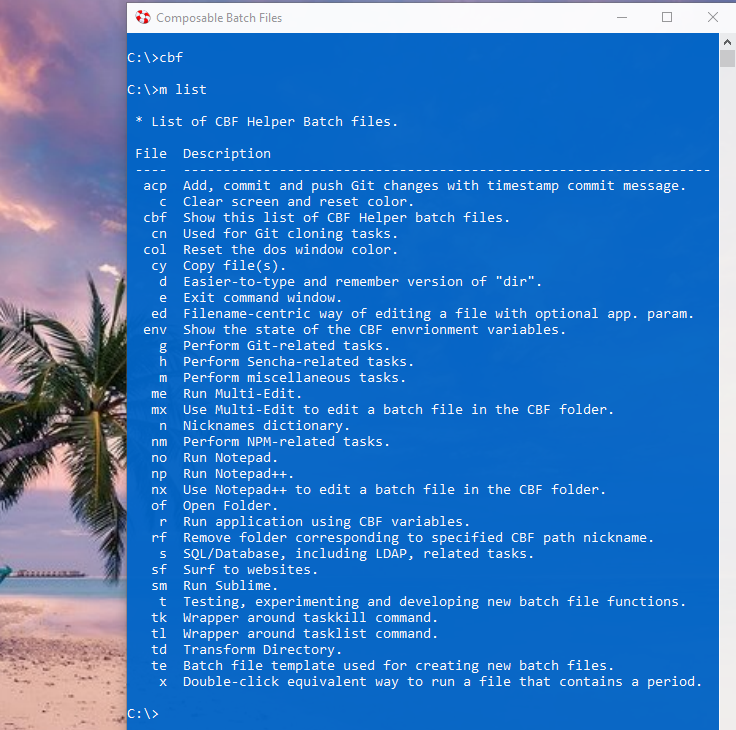 Composable Batch Files
C:\>cbf
C:\>m list
* List of CBF Helper Batch files.
File  Description
----  ------------------------------------------------------------------
acp  Add, commit and push Git changes with timestamp commit message.
c  Clear screen and reset color.
cbf  Show this list of CBF Helper batch files.
cn  Used for Git cloning tasks.
col  Reset the dos window color.
cy  Copy file(s).
d  Easier-to-type and remember version of "dir".
e  Exit command window.
ed  Filename-centric way of editing a file with optional app. param.
env  Show the state of the CBF envrionment variables.
g  Perform Git-related tasks.
h  Perform Sencha-related tasks.
m  Perform miscellaneous tasks.
me  Run Multi-Edit.
mx  Use Multi-Edit to edit a batch file in the CBF folder.
n  Nicknames dictionary.
nm  Perform NPM-related tasks.
no  Run Notepad.
np  Run Notepad++.
nx  Use Notepad++ to edit a batch file in the CBF folder.
of  Open Folder.
r  Run application using CBF variables.
rf  Remove folder corresponding to specified CBF path nickname.
s  SQL/Database, including LDAP, related tasks.
sf  Surf to websites.
sm  Run Sublime.
t  Testing, experimenting and developing new batch file functions.
tk  Wrapper around taskkill command.
tl  Wrapper around tasklist command.
td  Transform Directory.
te  Batch file template used for creating new batch files.
x  Double-click equivalent way to run a file that contains a period.
C:\>